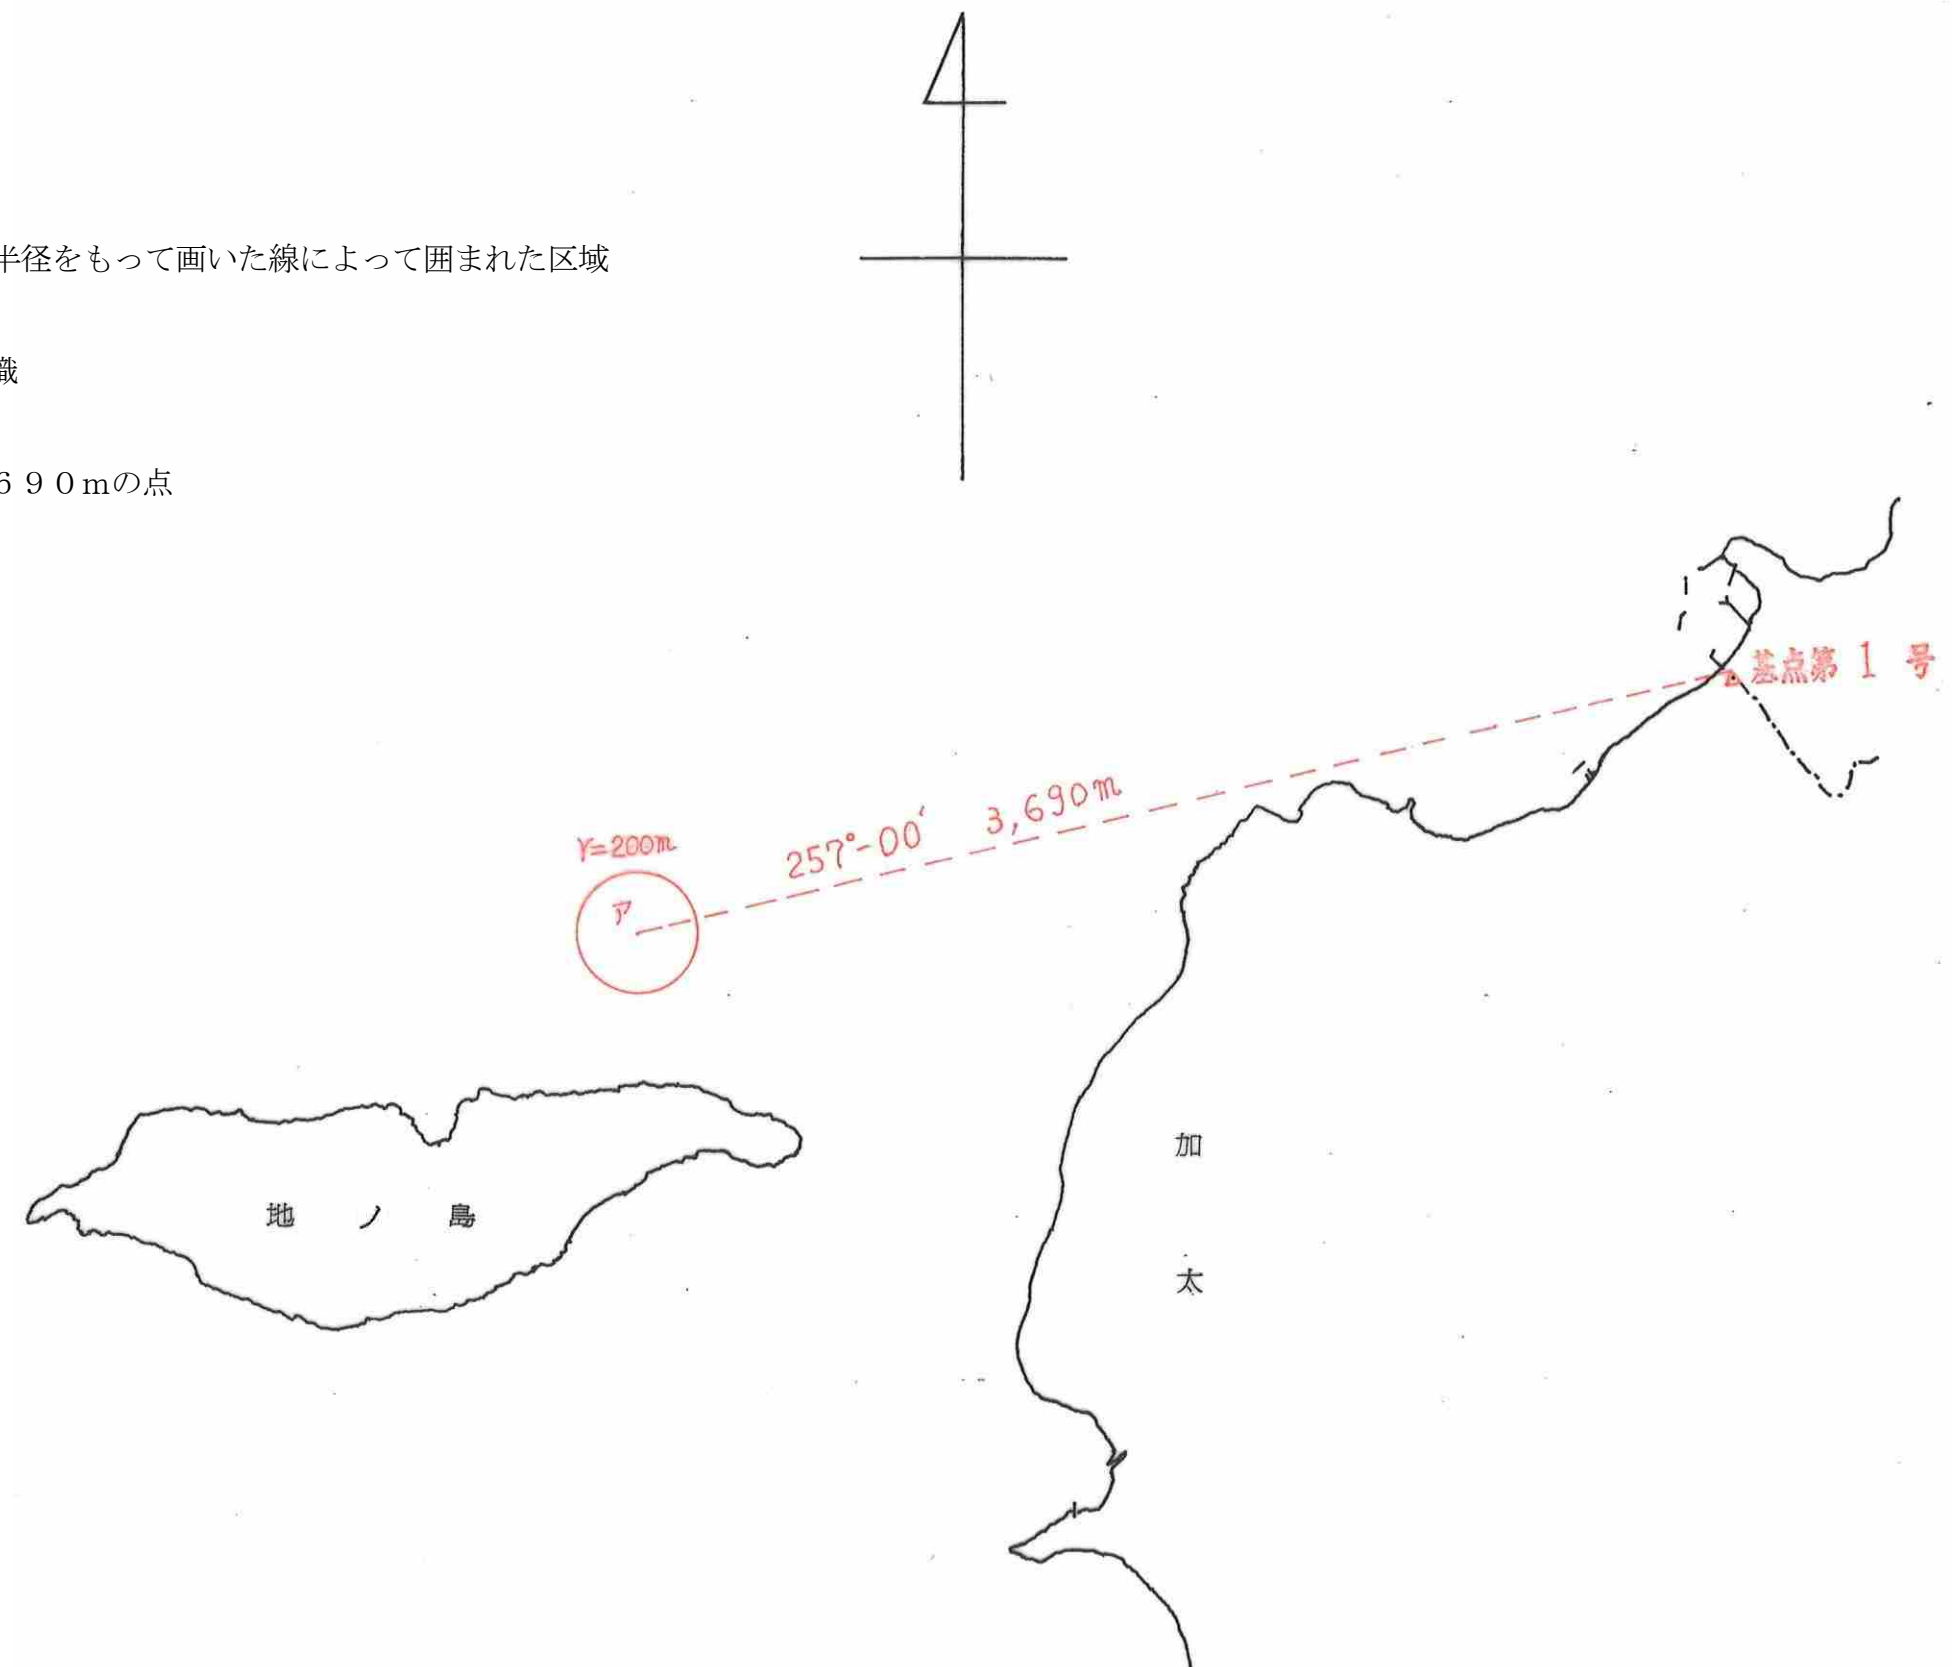 半径をもって画いた線によって囲まれた区域
６９０ｍの点
基点第 1 号
257°-00′ 3,690m
r=200m
ア
加
太
地ノ島